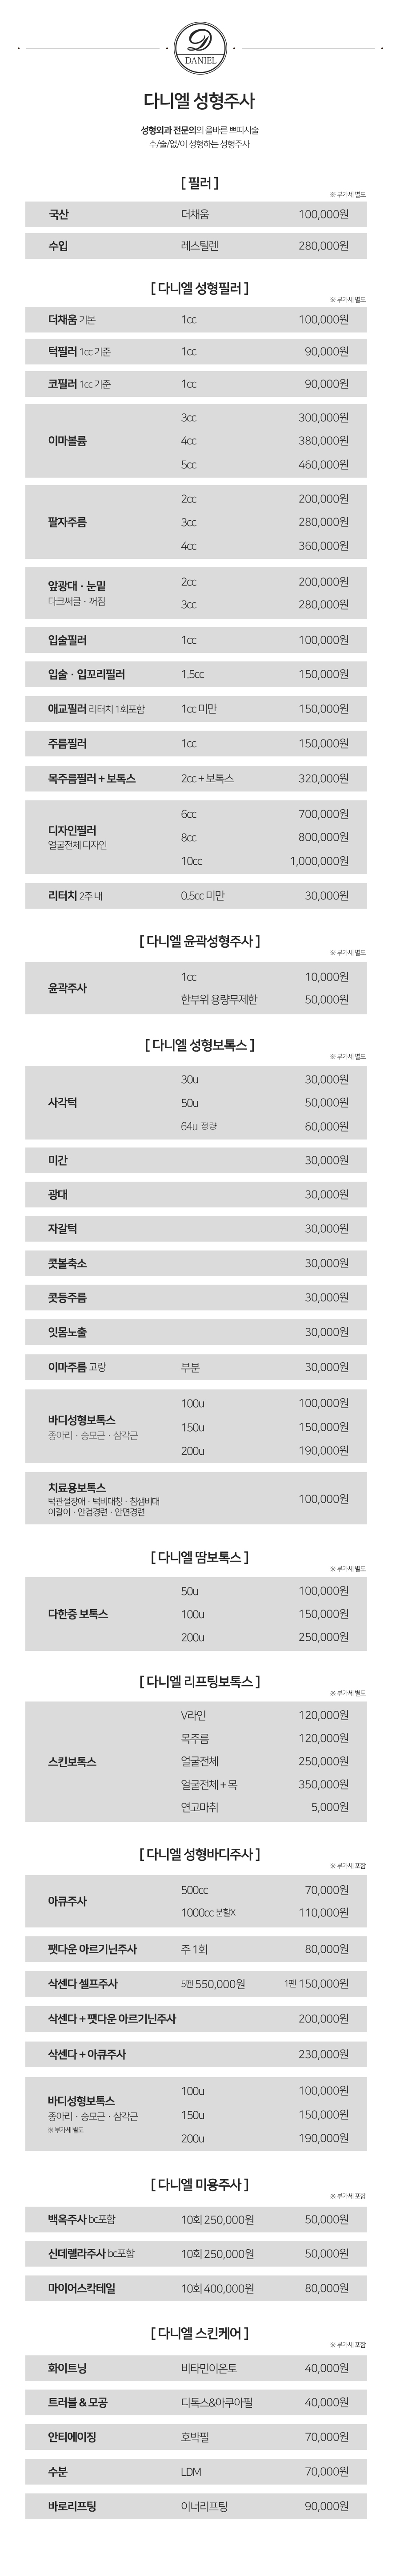 D
DANIEL
다니엘 성형주사
성형외과 전문의의 올바른 쁘띠시술
수/술/없/이 성형하는 성형주사
[ 필러 ]
※ 부가세 별도
국산 더채움 100,000원
수입 레스틸렌 280,000원
[ 다니엘 성형필러 ]
※ 부가세 별도
더채움 기본 1cc 100,000원
턱필러 1cc 기준 1cc 90,000원
코필러 1cc 기준 1cc 90,000원
3cc 300,000원
이마볼륨 4cc 380,000원
5cc 460,000원
2cc 200,000원
팔자주름 3cc 280,000원
4cc 360,000원
앞광대 · 눈밑 2cc 200,000원
다크써클 · 꺼짐 3cc 280,000원
입술필러 1cc 100,000원
입술 · 입꼬리필러 1.5cc 150,000원
애교필러 리터치 1회포함 1cc 미만 150,000원
주름필러 1cc 150,000원
목주름필러 + 보톡스 2cc + 보톡스 320,000원
6cc 700,000원
디자인필러 8cc 800,000원
얼굴전체 디자인
10cc 1,000,000원
리터치 2주 내 0.5cc 미만 30,000원
[ 다니엘 윤곽성형주사 ]
※ 부가세 별도
윤곽주사 1cc 10,000원
한부위 용량무제한 50,000원
[ 다니엘 성형보톡스 ]
※ 부가세 별도
30u 30,000원
사각턱 50u 50,000원
64u 정량 60,000원
미간 30,000원
광대 30,000원
자갈턱 30,000원
콧볼축소 30,000원
콧등주름 30,000원
잇몸노출 30,000원
이마주름 고랑 부분 30,000원
100u 100,000원
바디성형보톡스 150u 150,000원
종아리 · 승모근 · 삼각근
200u 190,000원
치료용보톡스
턱관절장애 · 턱비대칭 · 침샘비대 100,000원
이갈이 · 안검경련 · 안면경련
[ 다니엘 땀보톡스 ]
※ 부가세 별도
50u 100,000원
다한증 보톡스 100u 150,000원
200u 250,000원
[ 다니엘 리프팅보톡스 ]
※ 부가세 별도
V라인 120,000원
목주름 120,000원
스킨보톡스 얼굴전체 250,000원
얼굴전체 + 목 350,000원
연고마취 5,000원
[ 다니엘 성형바디주사 ]
※ 부가세 포함
아큐주사 500cc 70,000원
1000cc 분할X 110,000원
팻다운 아르기닌주사 주 1회 80,000원
삭센다 셀프주사 5펜 550,000원 1펜 150,000원
삭센다 + 팻다운 아르기닌주사 200,000원
삭센다 + 아큐주사 230,000원
바디성형보톡스 100u 100,000원
종아리 · 승모근 · 삼각근 150u 150,000원
※ 부가세 별도
200u 190,000원
[ 다니엘 미용주사 ]
※ 부가세 포함
백옥주사 bc포함 10회 250,000원 50,000원
신데렐라주사 bc포함 10회 250,000원 50,000원
마이어스칵테일 10회 400,000원 80,000원
[ 다니엘 스킨케어 ]
※ 부가세 포함
화이트닝 비타민이온토 40,000원
트러블 & 모공 디톡스&아쿠아필 40,000원
안티에이징 호박필 70,000원
수분 LDM 70,000원
바로리프팅 이너리프팅 90,000원